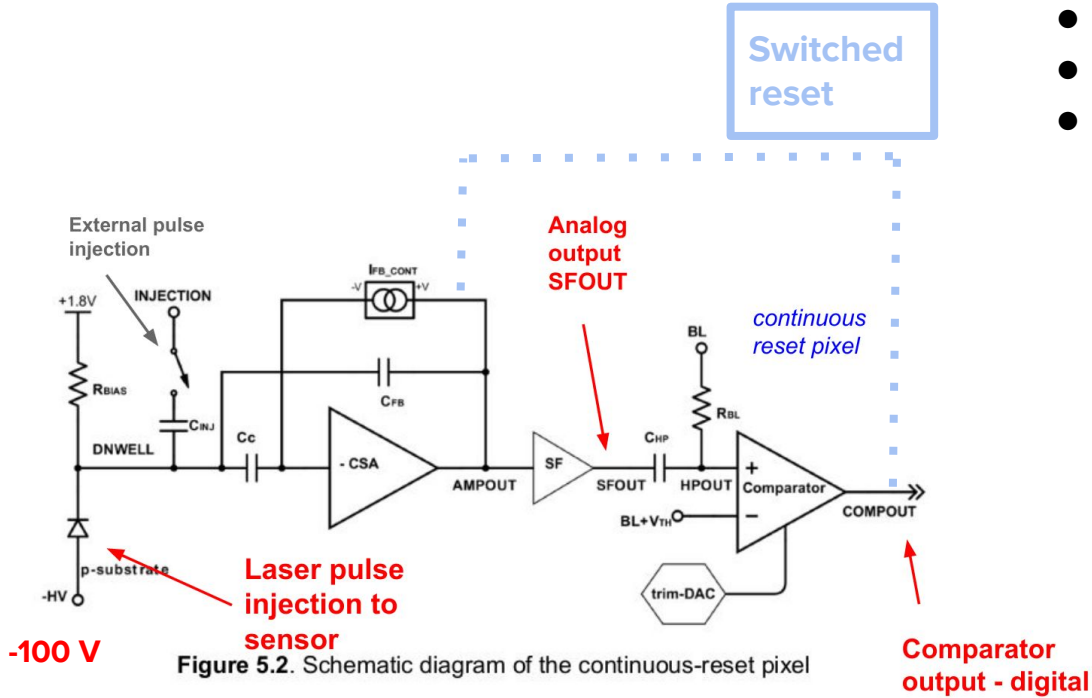 Switched
reset
External pulse
injection
Analog
output
SFOUT
IFB_CONT
-V
+V
+1.8V
INJECTION
continuous
reset pixel
BL
RBIAS
CFB
RBL
CINJ
DNWELL
Cc
CHP
- CSA
SF
+
Comparator
AMPOUT
SFOUT
HPOUT
COMPOUT
BL+VTH
−
p-substrate
Laser pulse
injection to
sensor
trim-DAC
-HV
-100 V
Figure 5.2. Schematic diagram of the continuous-reset pixel
Comparator
output - digital